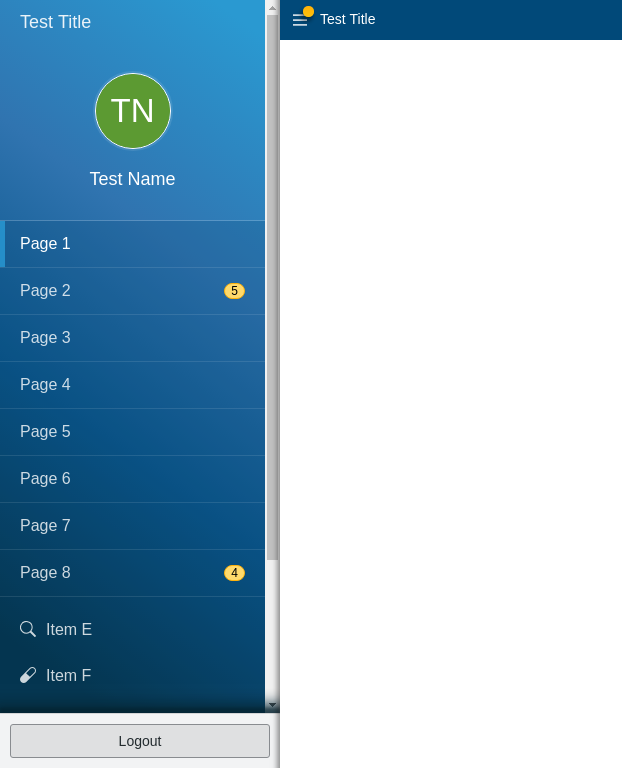 Test Title
TN
Test Name
Page 1
Page 2
5
Page 3
Page 4
Page 5
Page 6
Page 7
Page 8
4
Item E
Item F
Logout
Test Title